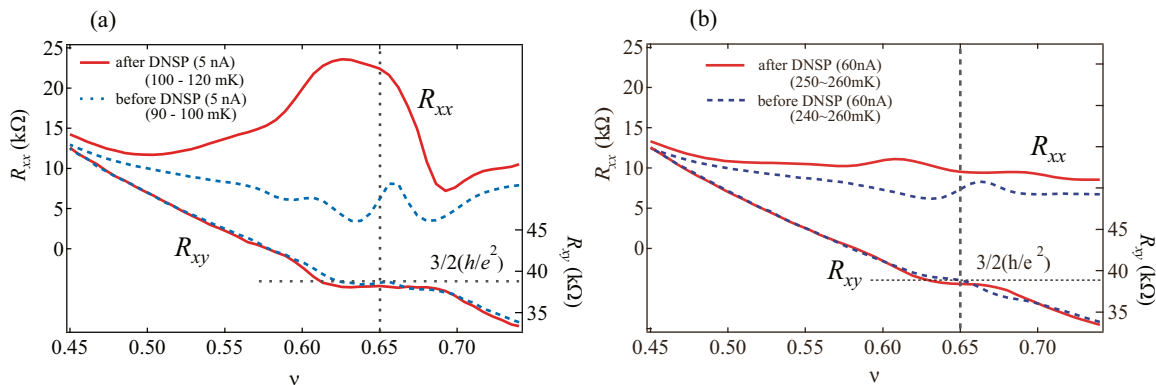 (a)
25
20
15
10
5
0
R_xx (kΩ)
after DNSP (5 nA)
(100 - 120 mK)
before DNSP (5 nA)
(90 - 100 mK)
R_xx
R_xy
3/2(h/e²)
45
40
35
R_xy (kΩ)
0.45 0.50 0.55 0.60 0.65 0.70
ν
(b)
25
20
15
10
5
0
R_xx (kΩ)
after DNSP (60nA)
(250~260mK)
before DNSP (60nA)
(240~260mK)
R_xx
R_xy
3/2(h/e²)
45
40
35
R_xy (kΩ)
0.45 0.50 0.55 0.60 0.65 0.70
ν